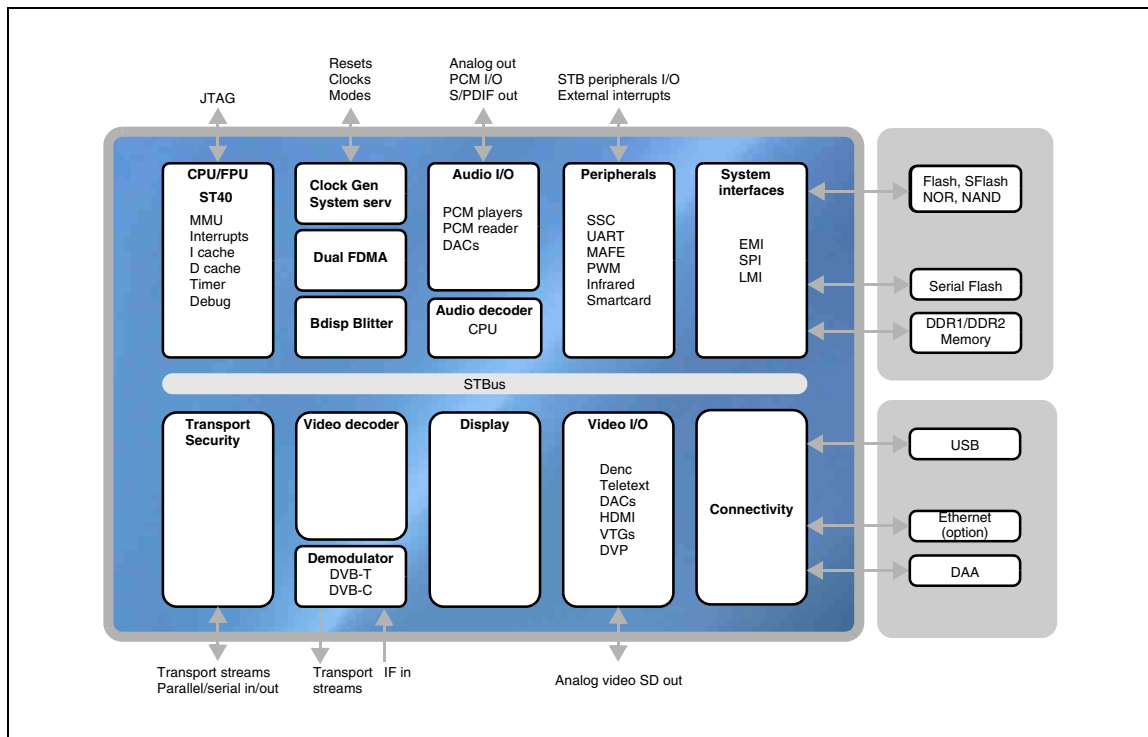 JTAG
Resets
Clocks
Modes
Analog out
PCM I/O
S/PDIF out
STB peripherals I/O
External interrupts
CPU/FPU
ST40
MMU
Interrupts
I cache
D cache
Timer
Debug
Clock Gen
System serv
Dual FDMA
Bdisp Blitter
Audio I/O
PCM players
PCM reader
DACs
Audio decoder
CPU
Peripherals
SSC
UART
MAFE
PWM
Infrared
Smartcard
System
interfaces
EMI
SPI
LMI
Flash, SFlash
NOR, NAND
Serial Flash
DDR1/DDR2
Memory
STBus
Transport
Security
Video decoder
Demodulator
DVB-T
DVB-C
Display
Video I/O
Denc
Teletext
DACs
HDMI
VTGs
DVP
Connectivity
USB
Ethernet
(option)
DAA
Transport streams
Parallel/serial in/out
Transport
streams
IF in
Analog video SD out